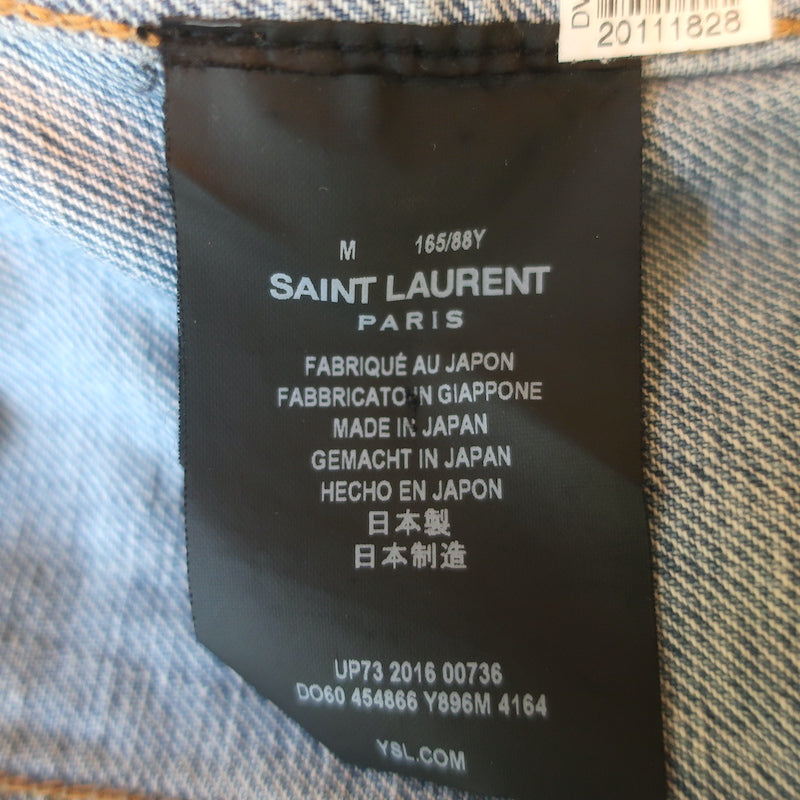 DV
20111828
M 165/88Y
SAINT LAURENT
PARIS
FABRIQUÉ AU JAPON
FABBRICATO IN GIAPPONE
MADE IN JAPAN
GEMACHT IN JAPAN
HECHO EN JAPON
日本製
日本制造
UP73 2016 00736
DO60 454866 Y896M 4164
YSL.COM